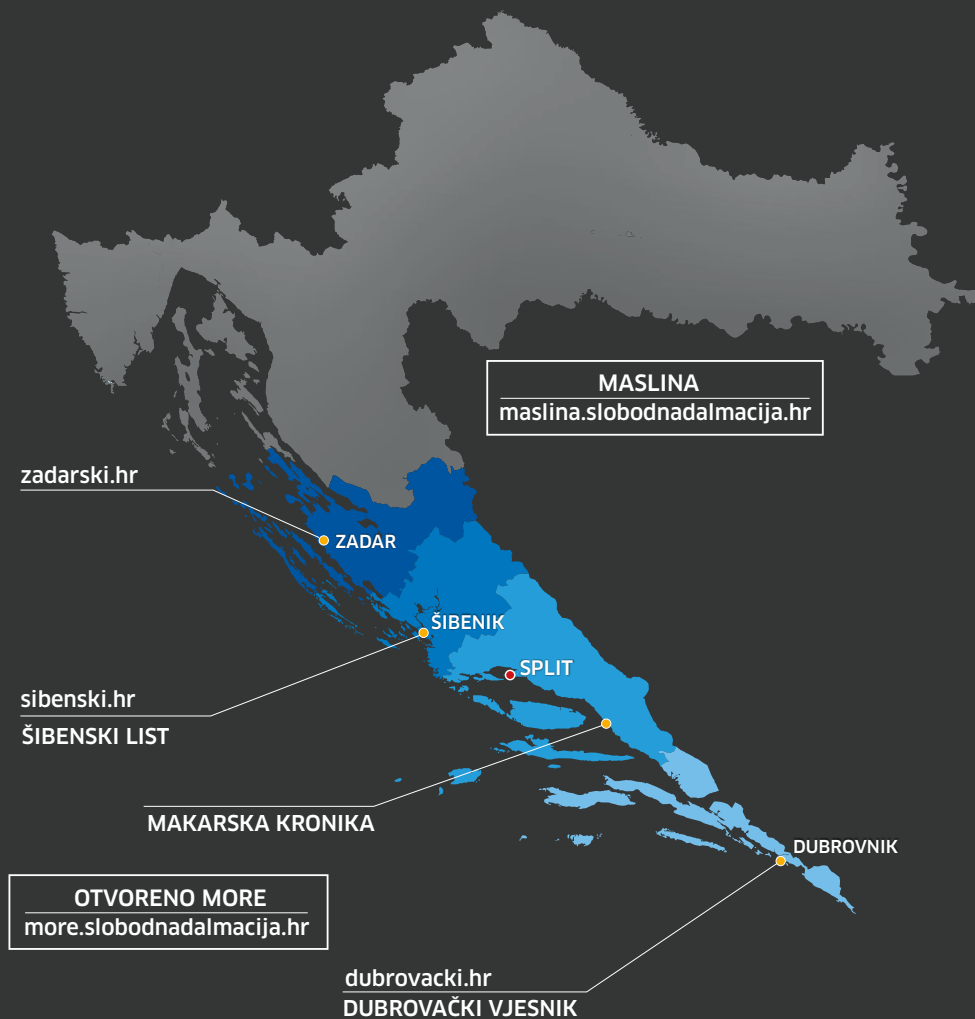 MASLINA
maslina.slobodnadalmacija.hr
zadarski.hr
ZADAR
ŠIBENIK
SPLIT
sibenski.hr
ŠIBENSKI LIST
MAKARSKA KRONIKA
DUBROVNIK
OTVORENO MORE
more.slobodnadalmacija.hr
dubrovacki.hr
DUBROVAČKI VJESNIK